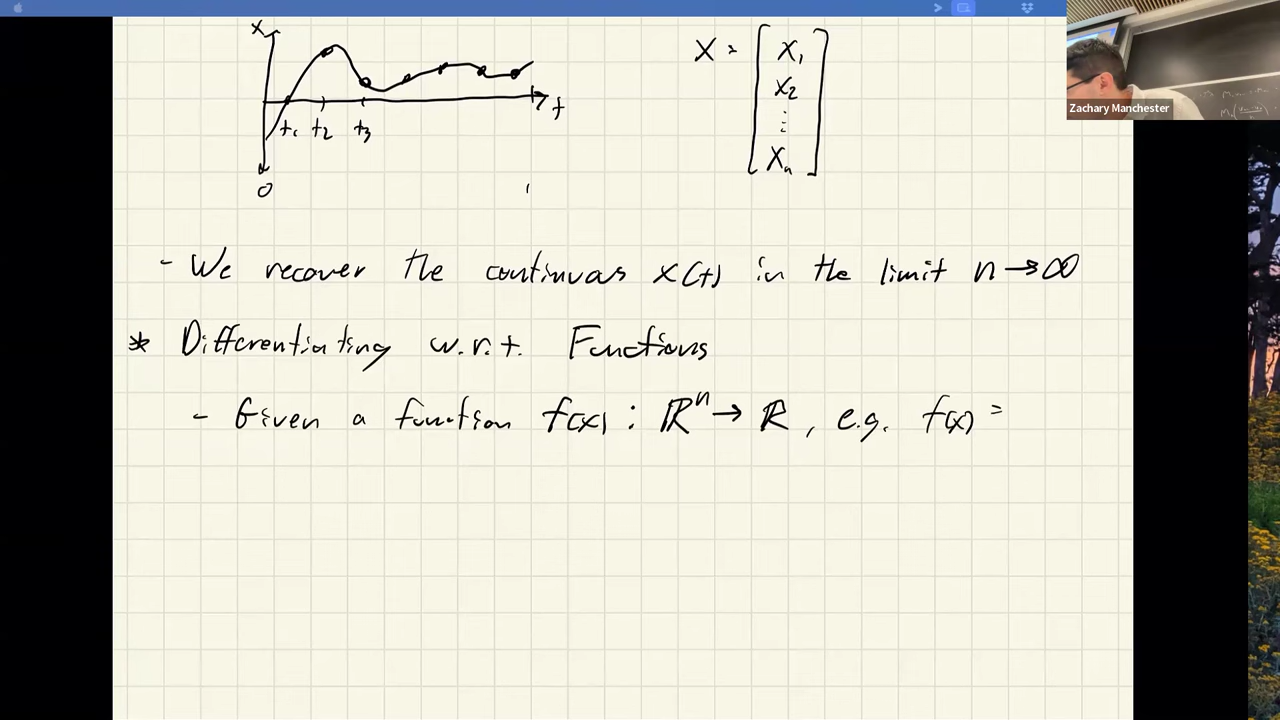 x
t₁ t₂ t₃ t
0
X = [x₁ x₂ ⋮ xₙ]
Zachary Manchester
- We recover the continuous x(t) in the limit n → ∞
* Differentiating w.r.t. Functions
- Given a function f(x) : ℝⁿ → ℝ, e.g. f(x) =